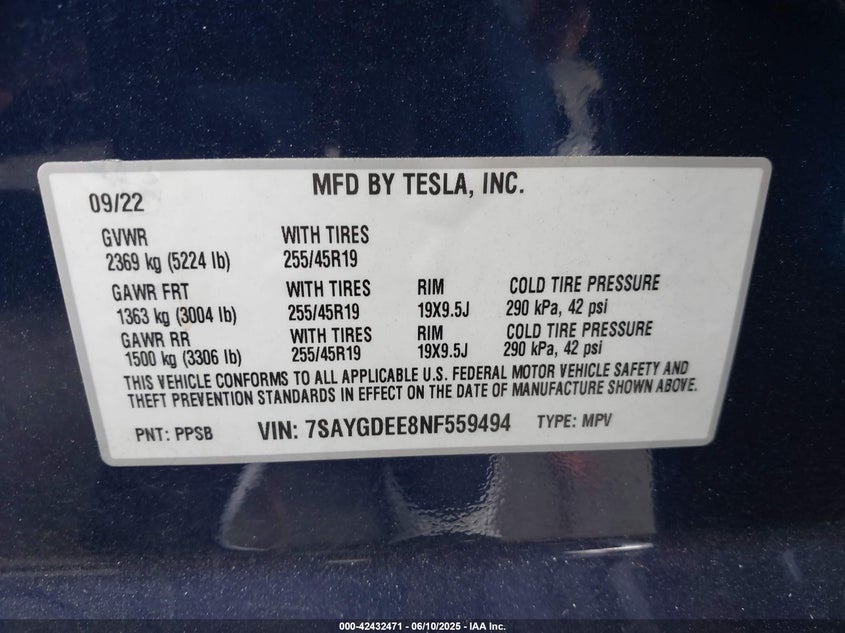 MFD BY TESLA, INC.
09/22
GVWR WITH TIRES
2369 kg (5224 lb) 255/45R19
GAWR FRT WITH TIRES RIM COLD TIRE PRESSURE
1363 kg (3004 lb) 255/45R19 19X9.5J 290 kPa, 42 psi
GAWR RR WITH TIRES RIM COLD TIRE PRESSURE
1500 kg (3306 lb) 255/45R19 19X9.5J 290 kPa, 42 psi
THIS VEHICLE CONFORMS TO ALL APPLICABLE U.S. FEDERAL MOTOR VEHICLE SAFETY AND
THEFT PREVENTION STANDARDS IN EFFECT ON THE DATE OF MANUFACTURE SHOWN ABOVE.
PNT: PPSB VIN: 7SAYGDEE8NF559494 TYPE: MPV
000-42432471 - 06/10/2025 - IAA Inc.